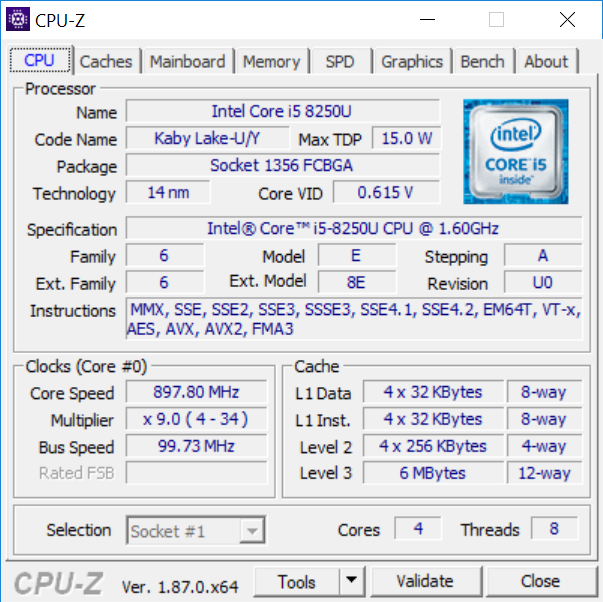 CPU-Z
CPU Caches Mainboard Memory SPD Graphics Bench About
Processor
Name Intel Core i5 8250U
Code Name Kaby Lake-U/Y Max TDP 15.0 W
Package Socket 1356 FCBGA
Technology 14 nm Core VID 0.615 V
intel
CORE i5
inside™
Specification Intel® Core™ i5-8250U CPU @ 1.60GHz
Family 6 Model E Stepping A
Ext. Family 6 Ext. Model 8E Revision U0
Instructions MMX, SSE, SSE2, SSE3, SSSE3, SSE4.1, SSE4.2, EM64T, VT-x,
AES, AVX, AVX2, FMA3
Clocks (Core #0) Cache
Core Speed 897.80 MHz L1 Data 4 x 32 KBytes 8-way
Multiplier x 9.0 ( 4 - 34 ) L1 Inst. 4 x 32 KBytes 8-way
Bus Speed 99.73 MHz Level 2 4 x 256 KBytes 4-way
Rated FSB Level 3 6 MBytes 12-way
Selection Socket #1 Cores 4 Threads 8
CPU-Z Ver. 1.87.0.x64 Tools Validate Close